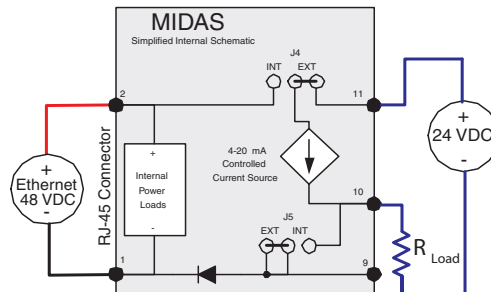 MIDAS
Simplified Internal Schematic
J4
INT
EXT
2
11
+
24 VDC
-
RJ-45 Connector
+
Internal
Power
Loads
-
4-20 mA
Controlled
Current Source
+
Ethernet
48 VDC
-
10
J5
EXT
INT
R Load
1
9